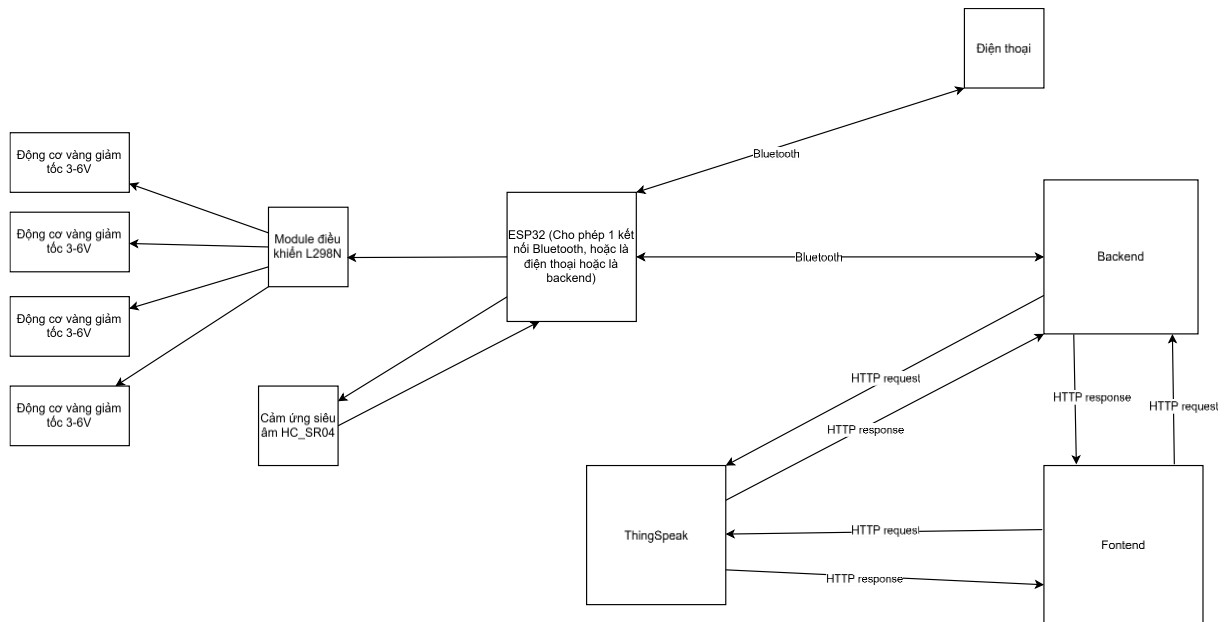 Điện thoại
Bluetooth
Động cơ vàng giảm
tốc 3-6V
Động cơ vàng giảm
tốc 3-6V
Động cơ vàng giảm
tốc 3-6V
Động cơ vàng giảm
tốc 3-6V
Module điều
khiển L298N
ESP32 (Cho phép 1 kết
nối Bluetooth, hoặc là
điện thoại hoặc là
backend)
Bluetooth
Backend
Cảm ứng siêu
âm HC_SR04
HTTP request
HTTP response
HTTP response
HTTP request
ThingSpeak
HTTP request
HTTP response
Fontend